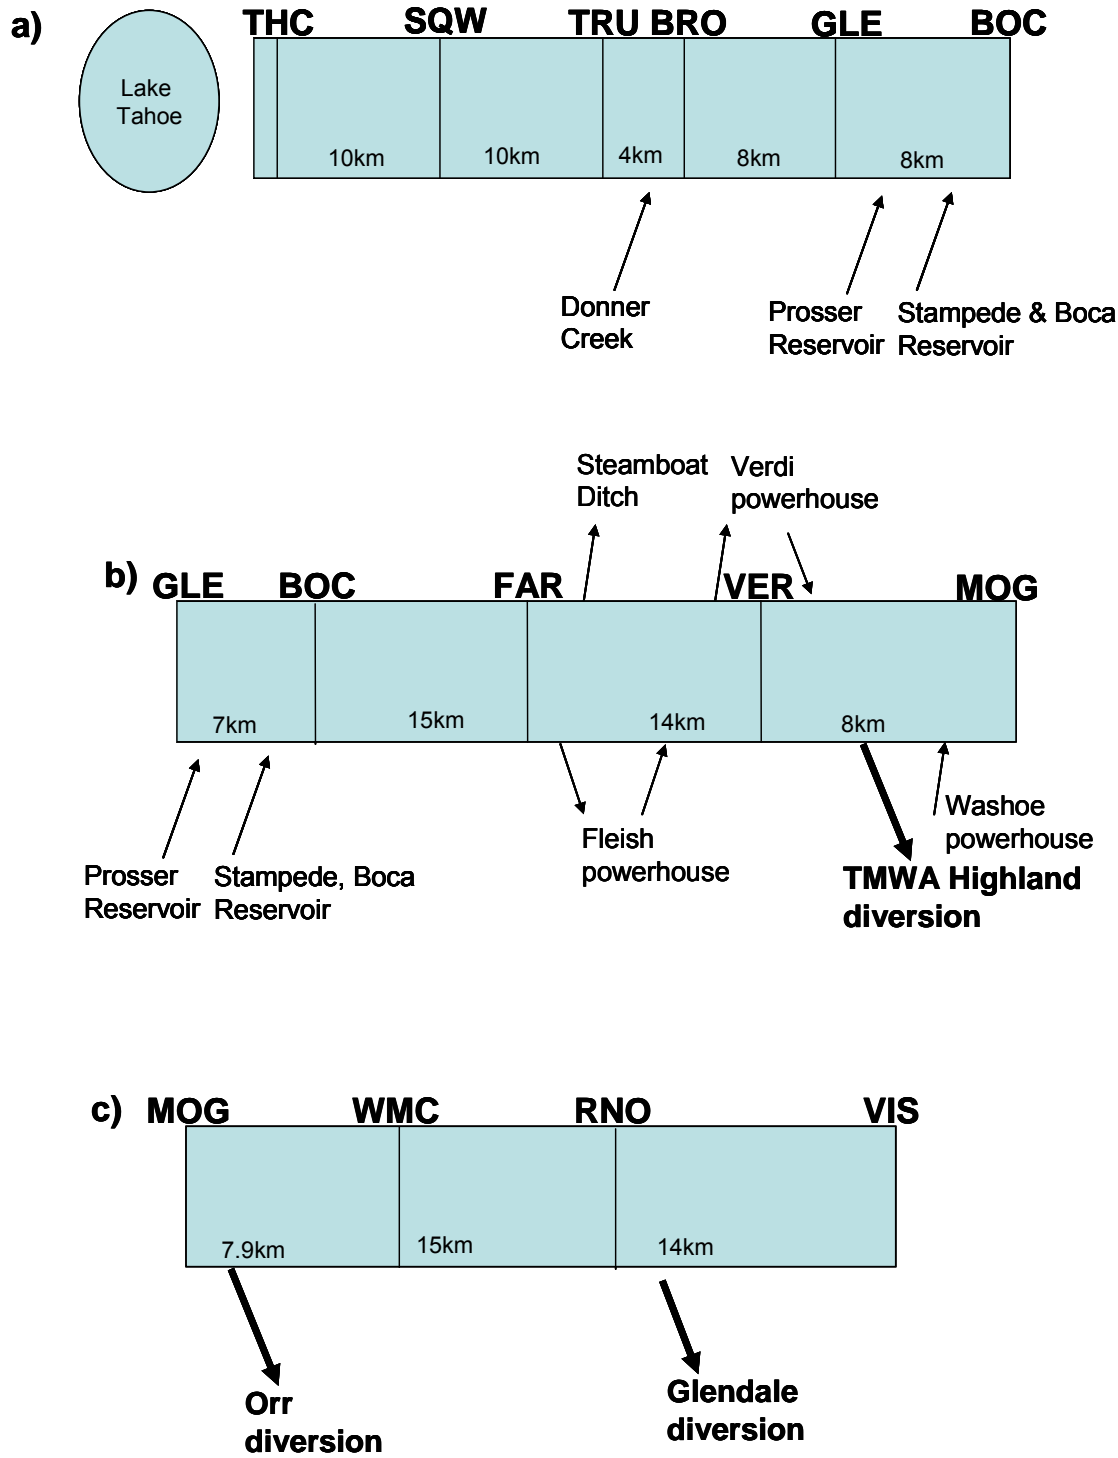 a)
THC SQW TRU BRO GLE BOC
Lake
Tahoe
10km 10km 4km 8km 8km
Donner
Creek
Prosser
Reservoir
Stampede & Boca
Reservoir
Steamboat
Ditch
Verdi
powerhouse
b)
GLE BOC FAR VER MOG
7km 15km 14km 8km
Prosser
Reservoir
Stampede, Boca
Reservoir
Fleish
powerhouse
Washoe
powerhouse
TMWA Highland
diversion
c)
MOG WMC RNO VIS
7.9km 15km 14km
Orr
diversion
Glendale
diversion